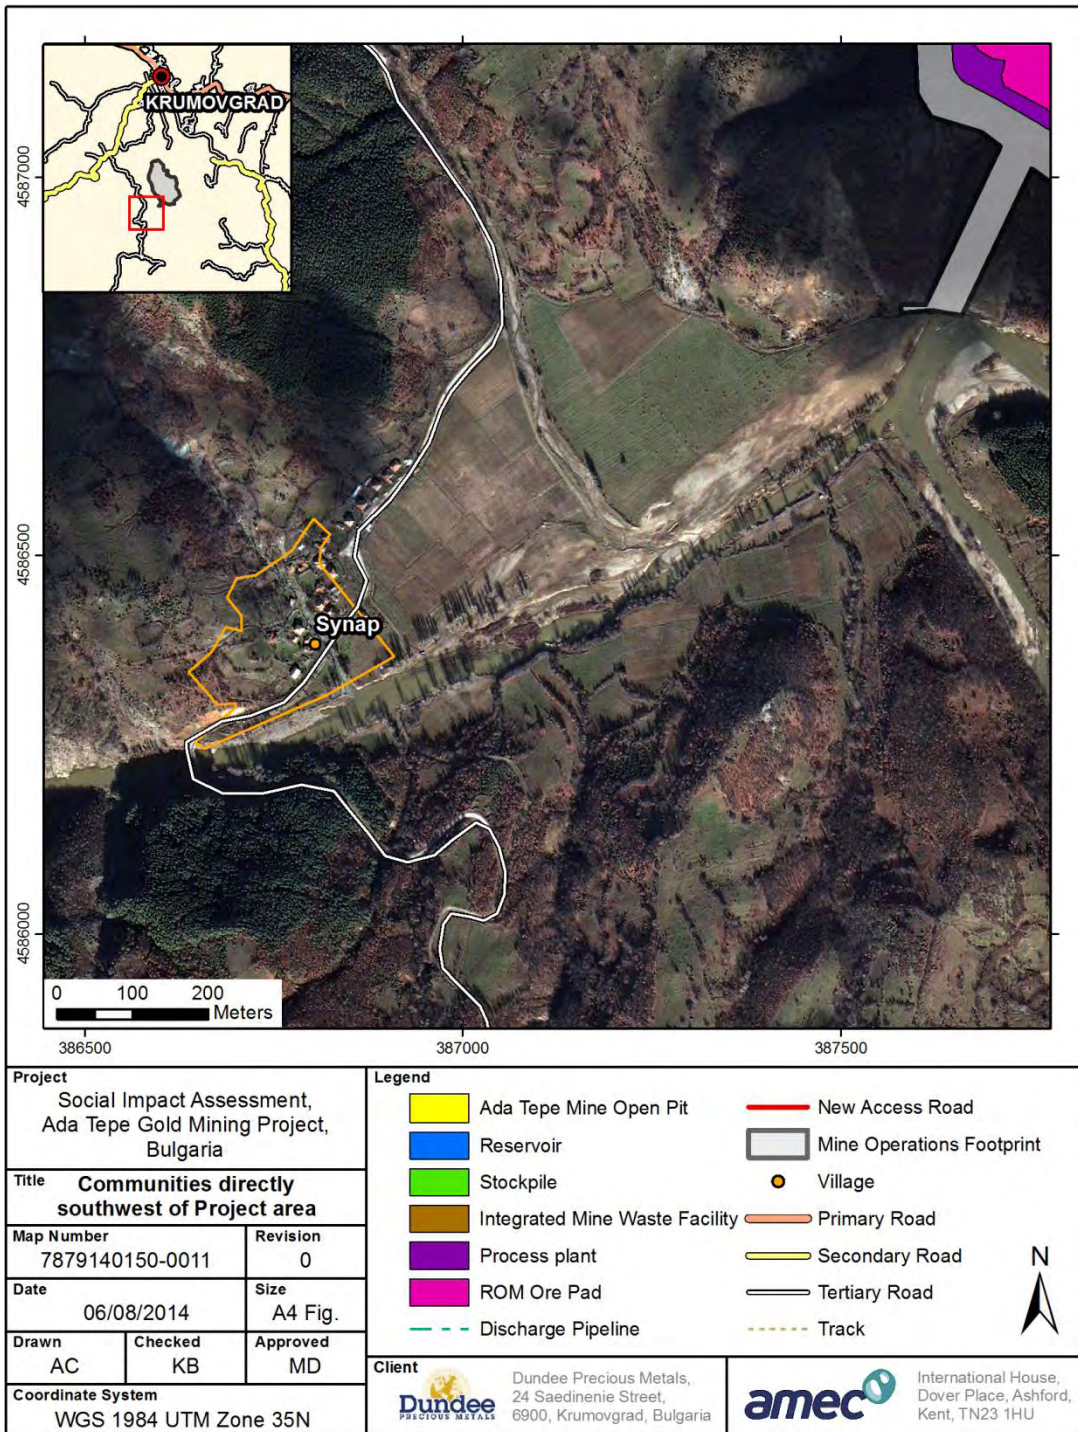 KRUMOVGRAD
4587000
4586500
4586000
Synap
0 100 200
Meters
386500 387000 387500
Project
Social Impact Assessment,
Ada Tepe Gold Mining Project,
Bulgaria
Title Communities directly
southwest of Project area
Map Number
7879140150-0011
Revision
0
Date
06/08/2014
Size
A4 Fig.
Drawn
AC
Checked
KB
Approved
MD
Coordinate System
WGS 1984 UTM Zone 35N
Legend
Ada Tepe Mine Open Pit
Reservoir
Stockpile
Integrated Mine Waste Facility
Process plant
ROM Ore Pad
Discharge Pipeline
New Access Road
Mine Operations Footprint
Village
Primary Road
Secondary Road
Tertiary Road
Track
N
Client
Dundee
PRECIOUS METALS
Dundee Precious Metals,
24 Saedinenie Street,
6900, Krumovgrad, Bulgaria
amec
International House,
Dover Place, Ashford,
Kent, TN23 1HU